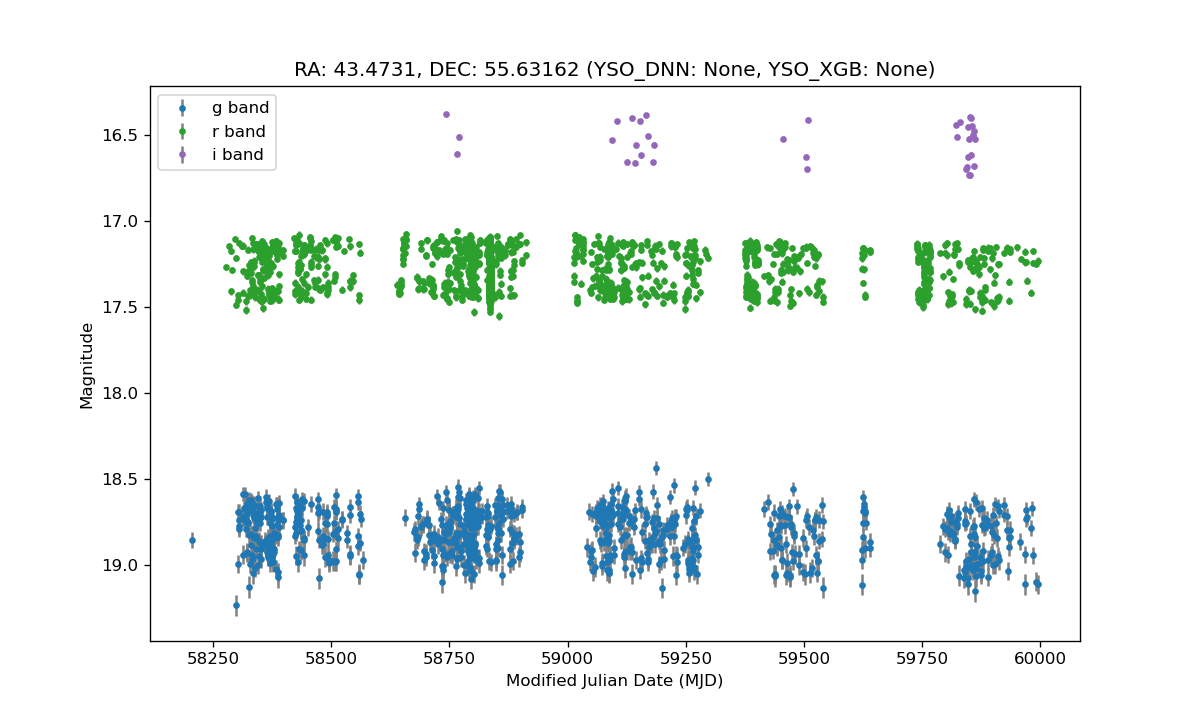 RA: 43.4731, DEC: 55.63162 (YSO_DNN: None, YSO_XGB: None)
g band
r band
i band
16.5
17.0
17.5
18.0
18.5
19.0
Magnitude
58250 58500 58750 59000 59250 59500 59750 60000
Modified Julian Date (MJD)